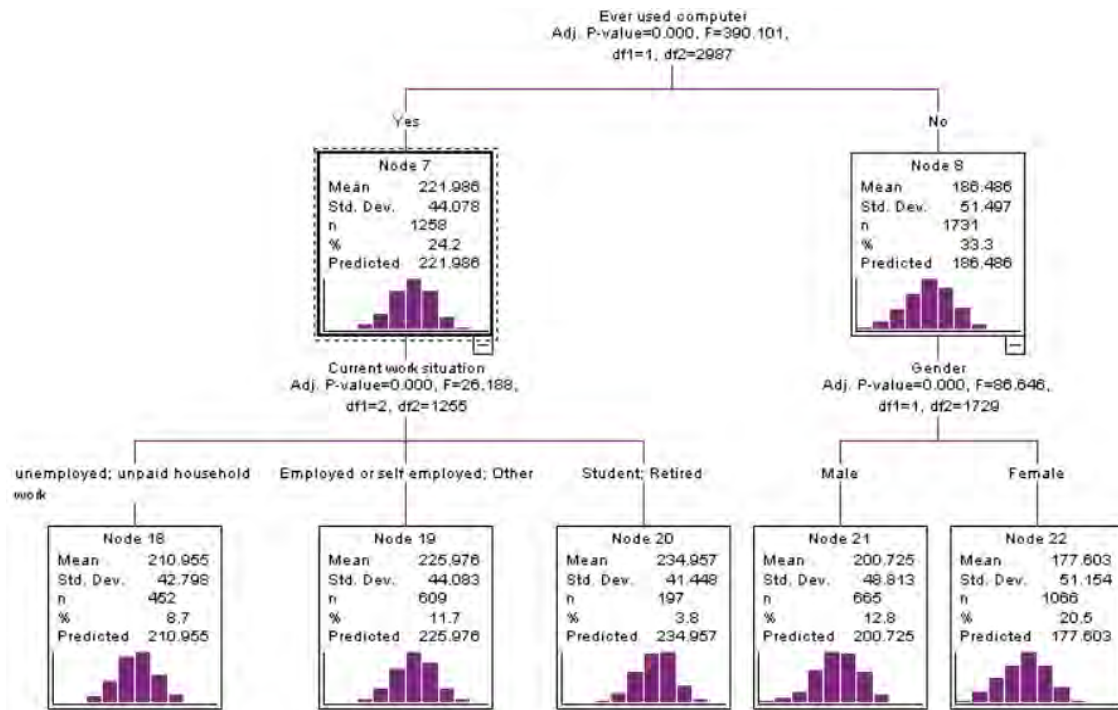 Ever used computer
Adj. P-value=0.000, F=390.101,
df1=1, df2=2987
Yes
No
Node 7
Mean 221.986
Std. Dev. 44.078
n 1258
% 24.2
Predicted 221.986
Node 8
Mean 186.486
Std. Dev. 51.497
n 1731
% 33.3
Predicted 186.486
Current work situation
Adj. P-value=0.000, F=26.188,
df1=2, df2=1255
Gender
Adj. P-value=0.000, F=86.646,
df1=1, df2=1729
unemployed; unpaid household
work
Employed or self employed; Other
Student; Retired
Male
Female
Node 18
Mean 210.955
Std. Dev. 42.798
n 452
% 8.7
Predicted 210.955
Node 19
Mean 225.976
Std. Dev. 44.083
n 609
% 11.7
Predicted 225.976
Node 20
Mean 234.957
Std. Dev. 41.448
n 197
% 3.8
Predicted 234.957
Node 21
Mean 200.725
Std. Dev. 48.813
n 665
% 12.8
Predicted 200.725
Node 22
Mean 177.603
Std. Dev. 51.154
n 1066
% 20.5
Predicted 177.603